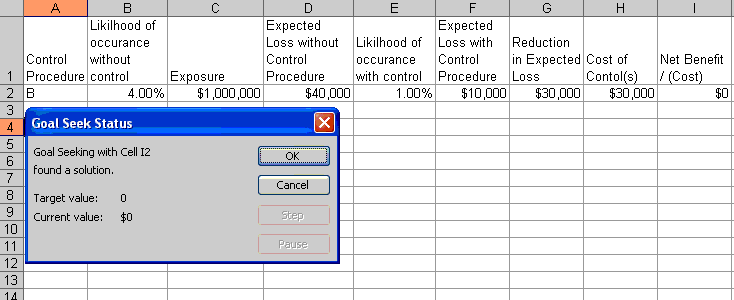 A B C D E F G H I
1 Control Procedure Likilhood of occurance without control Exposure Expected Loss without Control Procedure Likilhood of occurance with control Expected Loss with Control Procedure Reduction in Expected Loss Cost of Contol(s) Net Benefit / (Cost)
2 B 4.00% $1,000,000 $40,000 1.00% $10,000 $30,000 $30,000 $0
3
4
5
6
7
8
9
10
11
12
13
14
Goal Seek Status
Goal Seeking with Cell I2
found a solution.
Target value: 0
Current value: $0
OK
Cancel
Step
Pause